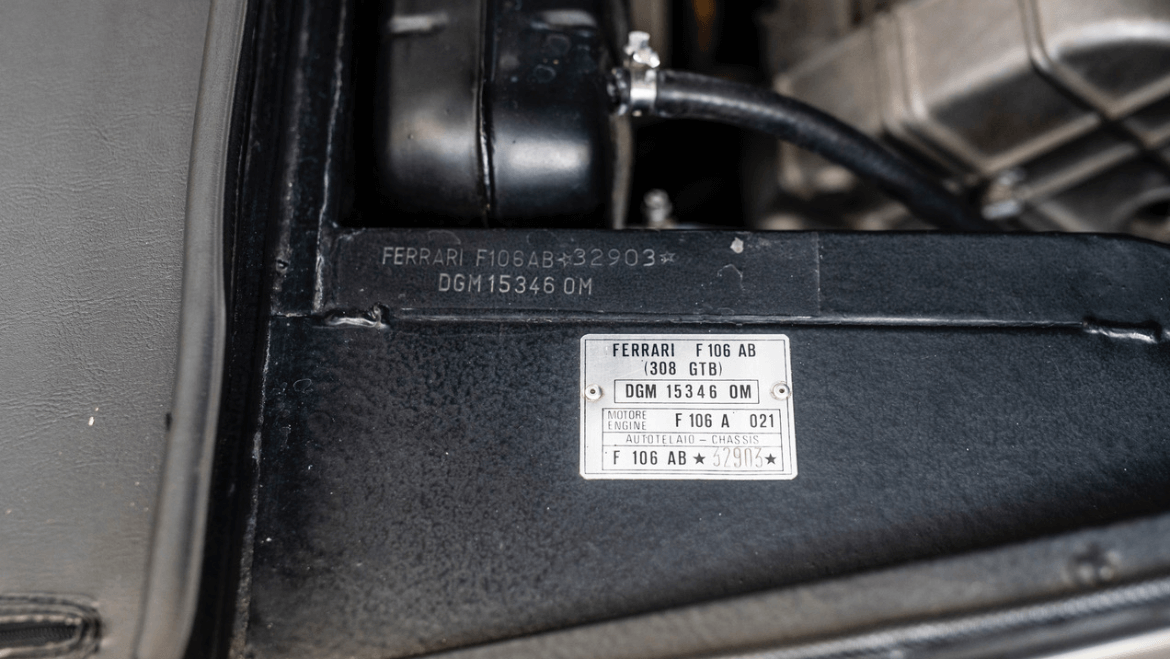 FERRARI F106AB☆32903☆
DGM 15346 OM
FERRARI F 106 AB
(308 GTB)
DGM 15346 OM
MOTORE
ENGINE F 106 A 021
AUTOTELAIO – CHASSIS
F 106 AB ★ 32903 ★